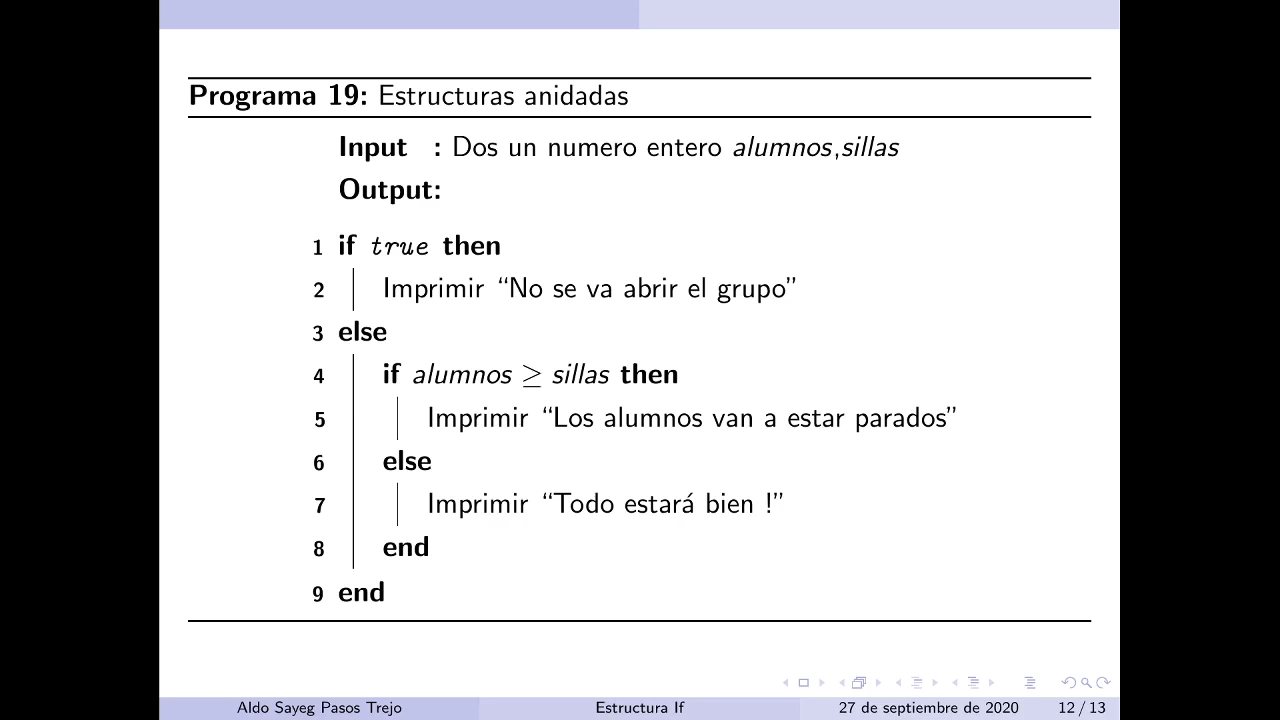 Programa 19: Estructuras anidadas
Input : Dos un numero entero alumnos,sillas
Output:
1 if true then
2 Imprimir “No se va abrir el grupo”
3 else
4 if alumnos ≥ sillas then
5 Imprimir “Los alumnos van a estar parados”
6 else
7 Imprimir “Todo estará bien !”
8 end
9 end
Aldo Sayeg Pasos Trejo Estructura If 27 de septiembre de 2020 12 / 13